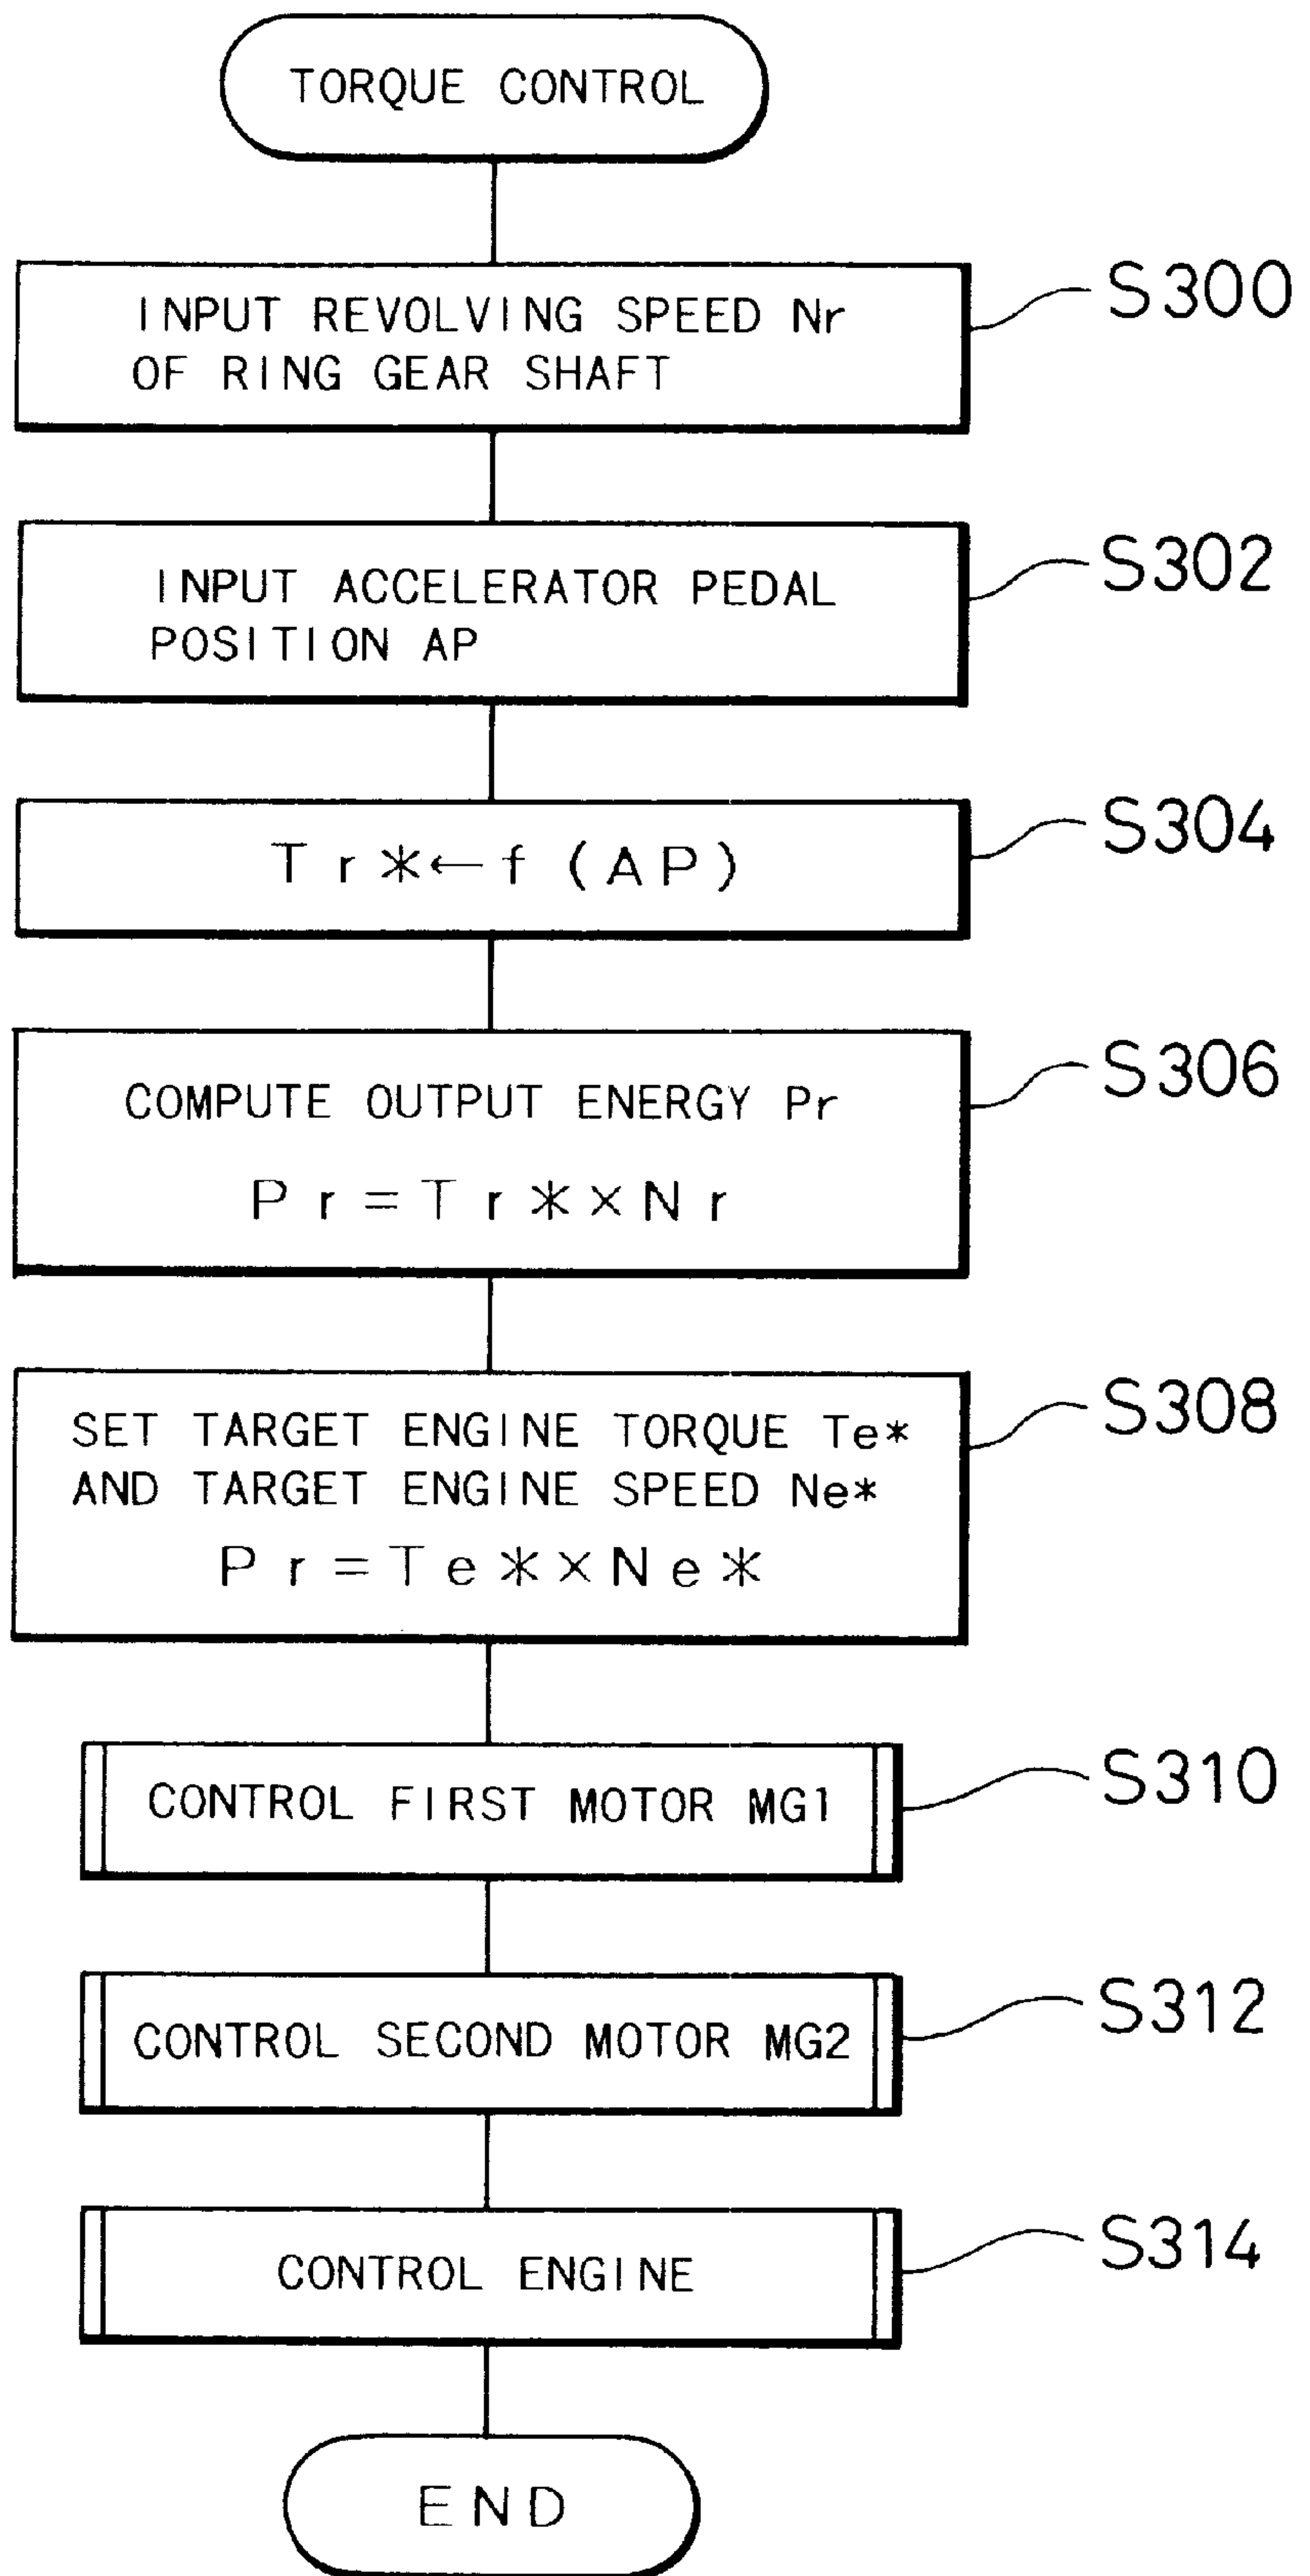 TORQUE CONTROL
INPUT REVOLVING SPEED Nr
OF RING GEAR SHAFT
S300
INPUT ACCELERATOR PEDAL
POSITION AP
S302
Tr*←f(AP)
S304
COMPUTE OUTPUT ENERGY Pr
Pr=Tr*×Nr
S306
SET TARGET ENGINE TORQUE Te*
AND TARGET ENGINE SPEED Ne*
Pr=Te*×Ne*
S308
CONTROL FIRST MOTOR MG1
S310
CONTROL SECOND MOTOR MG2
S312
CONTROL ENGINE
S314
END